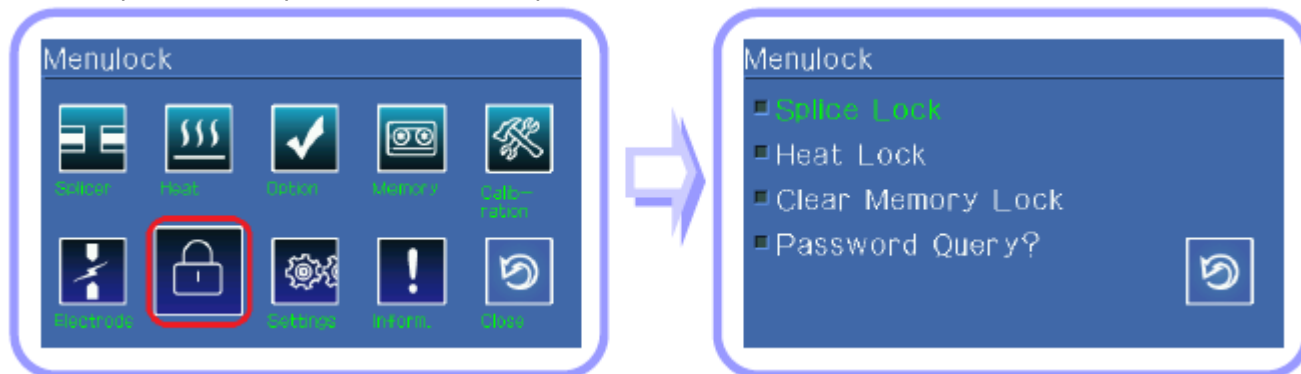 Menulock
Splicer Heat Option Memory Calib-
ration
Electrode Settings Inform. Close
Menulock
Splice Lock
Heat Lock
Clear Memory Lock
Password Query?